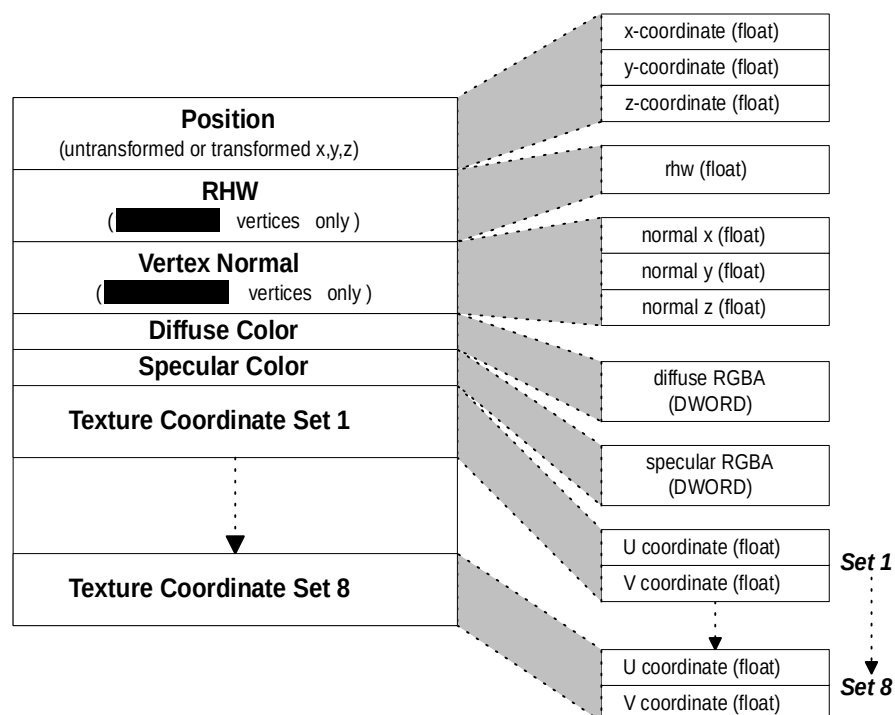 Position
(untransformed or transformed x,y,z)
RHW
( vertices only )
Vertex Normal
( vertices only )
Diffuse Color
Specular Color
Texture Coordinate Set 1
Texture Coordinate Set 8
x-coordinate (float)
y-coordinate (float)
z-coordinate (float)
rhw (float)
normal x (float)
normal y (float)
normal z (float)
diffuse RGBA
(DWORD)
specular RGBA
(DWORD)
U coordinate (float)
V coordinate (float)
Set 1
U coordinate (float)
V coordinate (float)
Set 8